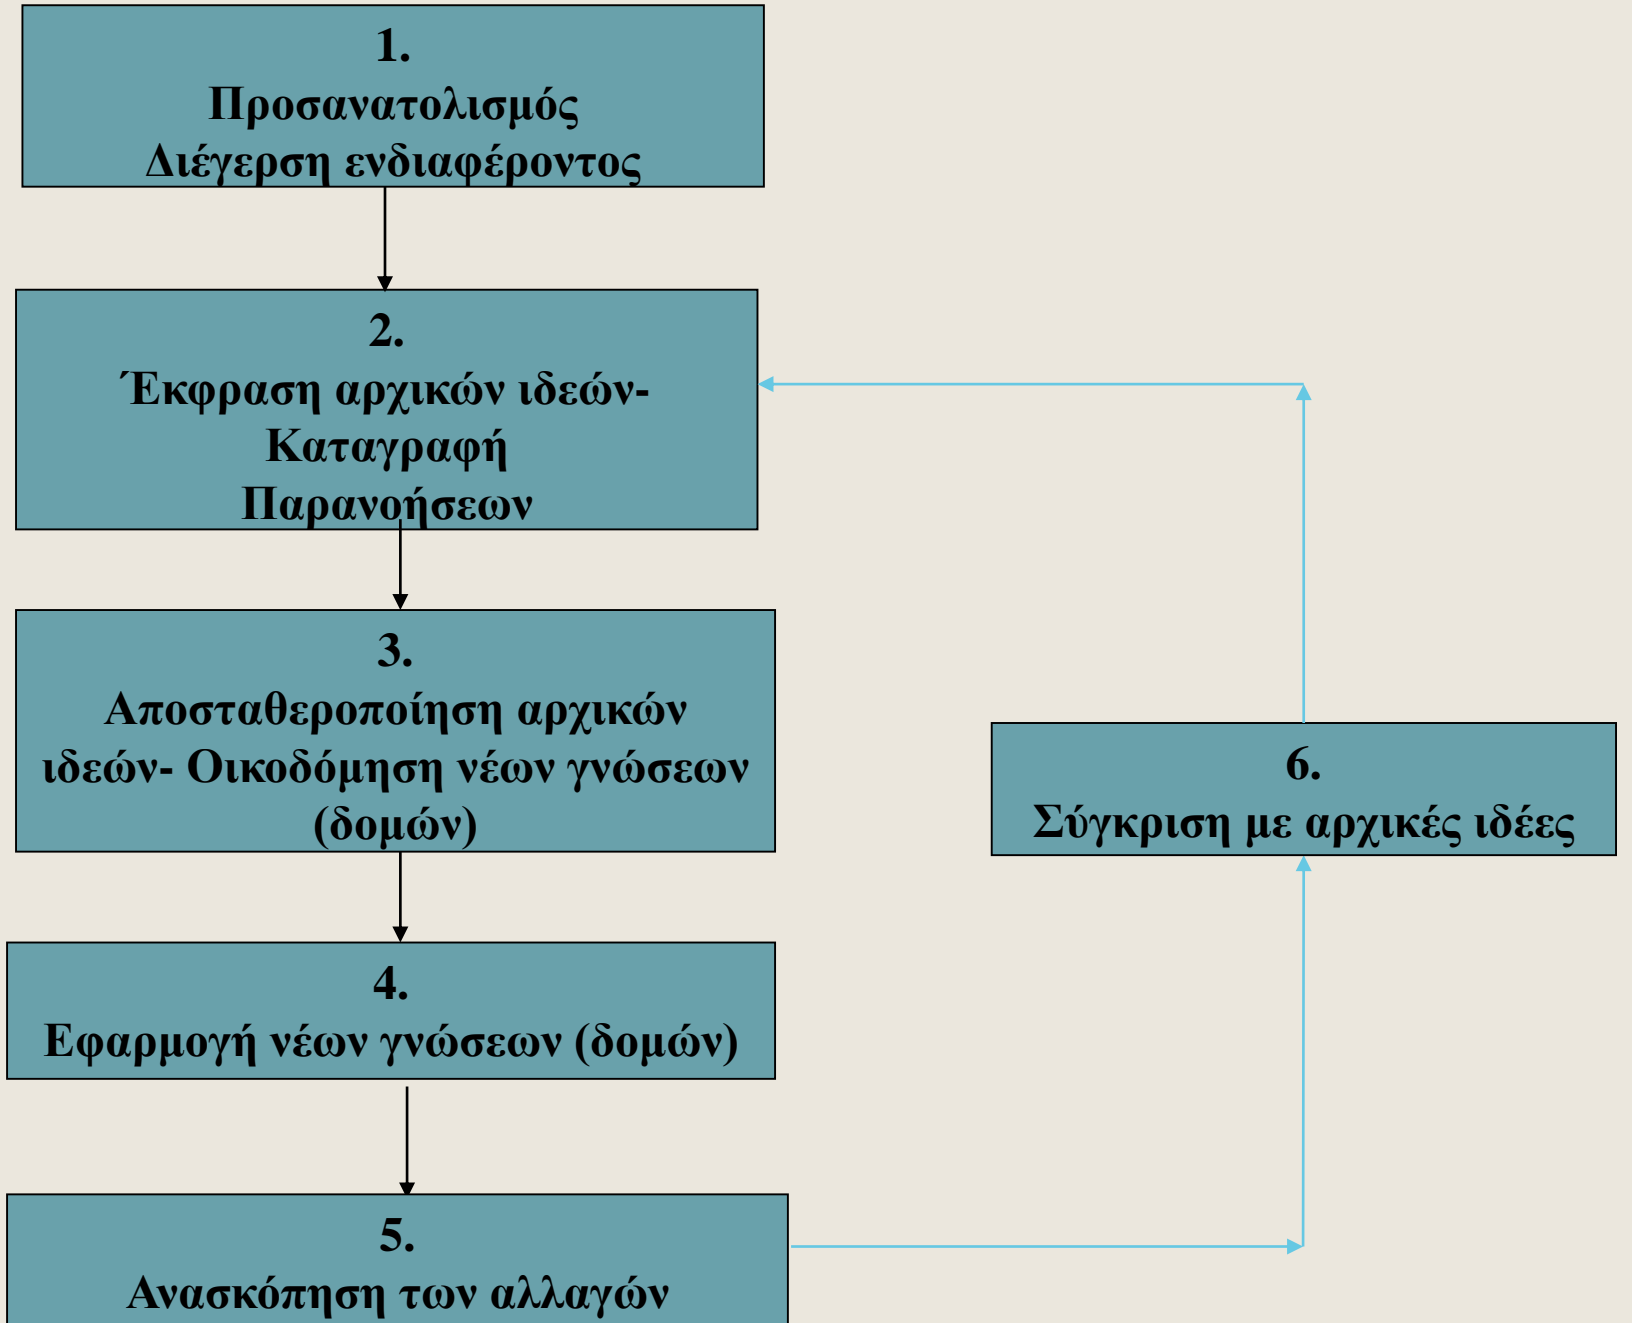 1.
Προσανατολισμός
Διέγερση ενδιαφέροντος
2.
Έκφραση αρχικών ιδεών-
Καταγραφή
Παρανοήσεων
3.
Αποσταθεροποίηση αρχικών
ιδεών- Οικοδόμηση νέων γνώσεων
(δομών)
4.
Εφαρμογή νέων γνώσεων (δομών)
5.
Ανασκόπηση των αλλαγών
6.
Σύγκριση με αρχικές ιδέες